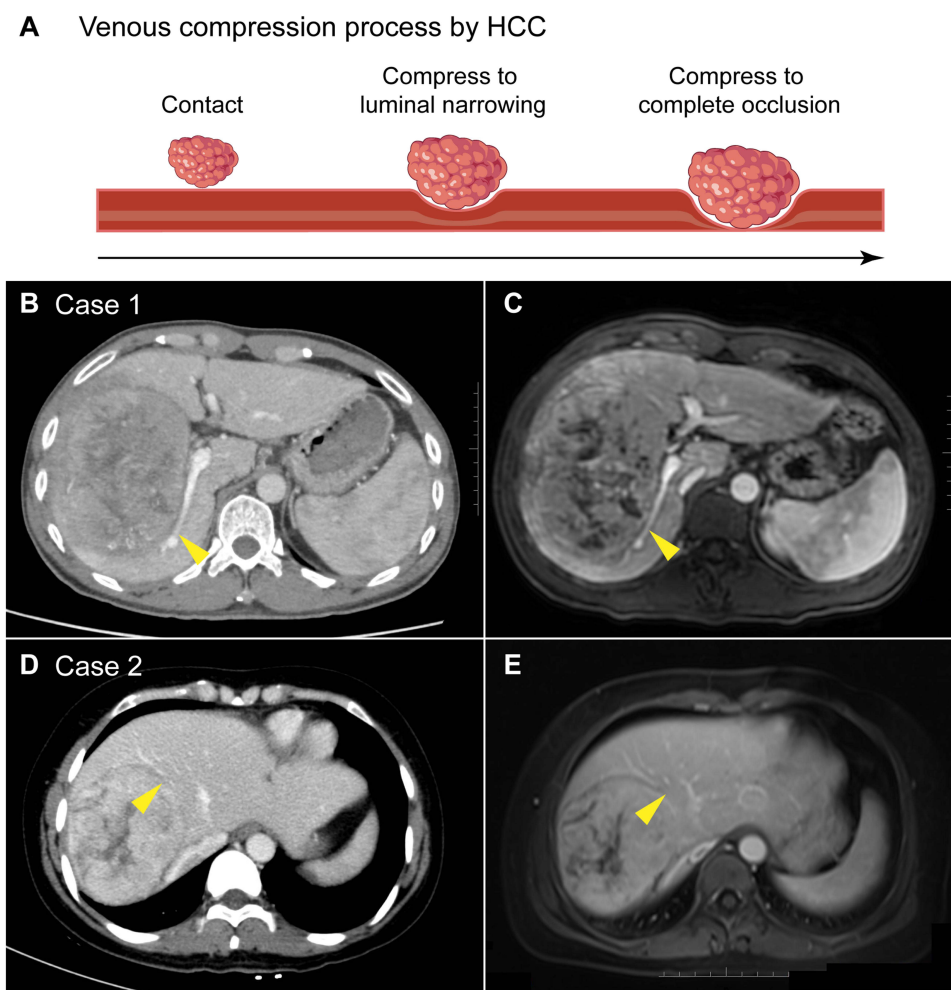 A Venous compression process by HCC
Contact
Compress to
luminal narrowing
Compress to
complete occlusion
B Case 1
C
D Case 2
E